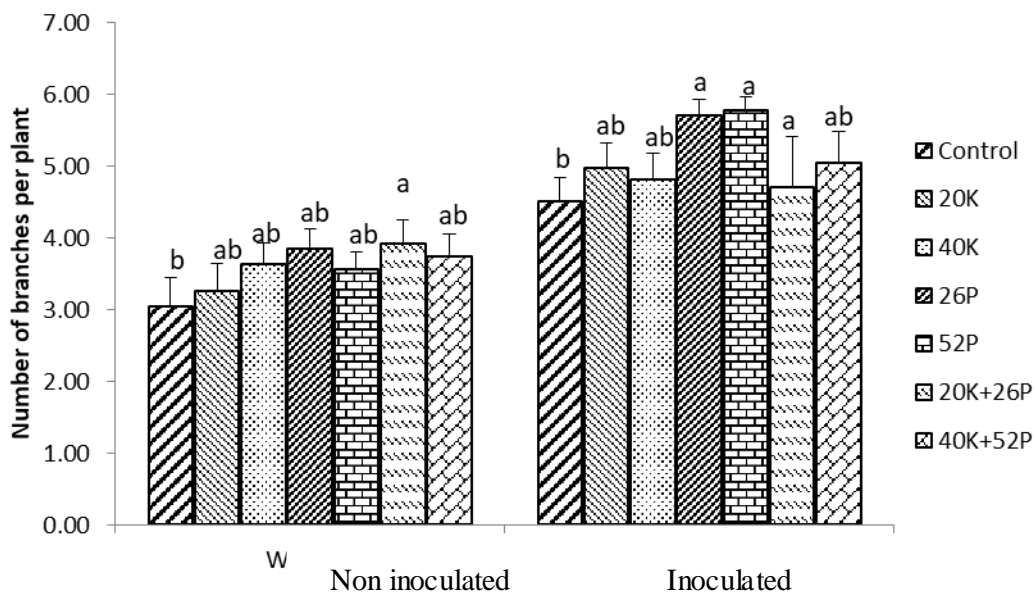 7.00
6.00
5.00
4.00
3.00
2.00
1.00
0.00
Number of branches per plant
b
ab
ab
ab
ab
a
ab
b
ab
ab
a
a
a
ab
Control
20K
40K
26P
52P
20K+26P
40K+52P
W
Non inoculated
Inoculated